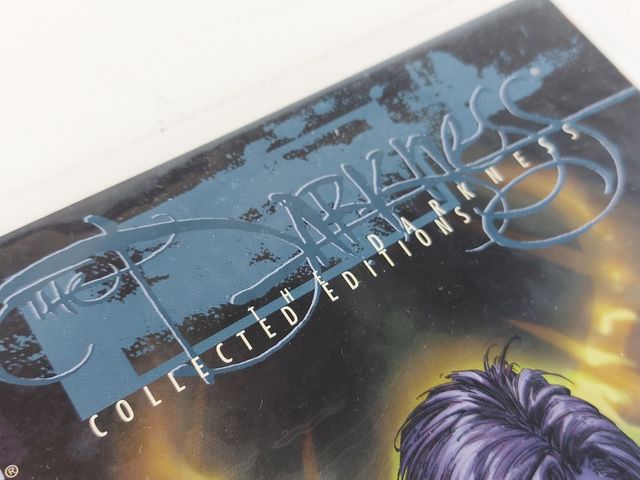 The DARKNESS
THE DARKNESS
COLLECTED EDITIONS
®